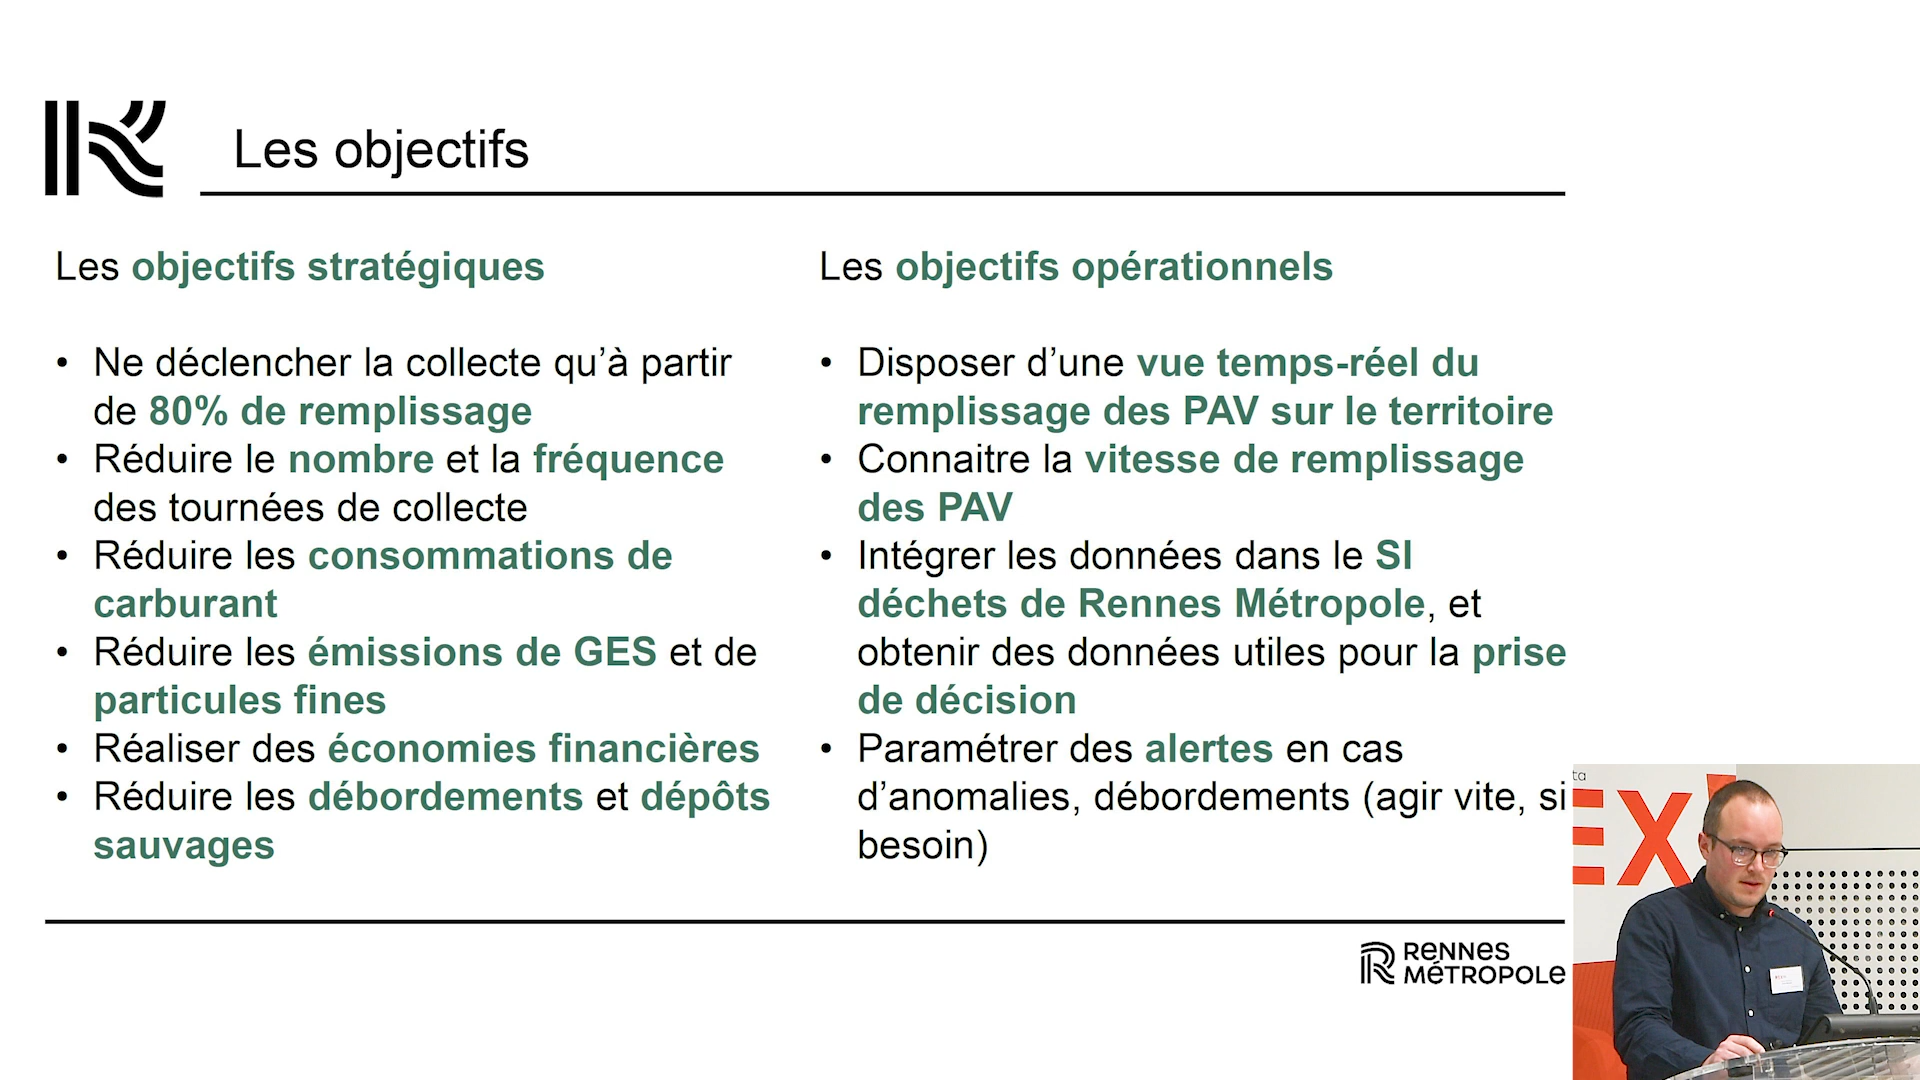 Les objectifs
Les objectifs stratégiques
• Ne déclencher la collecte qu’à partir
de 80% de remplissage
• Réduire le nombre et la fréquence
des tournées de collecte
• Réduire les consommations de
carburant
• Réduire les émissions de GES et de
particules fines
• Réaliser des économies financières
• Réduire les débordements et dépôts
sauvages
Les objectifs opérationnels
• Disposer d’une vue temps-réel du
remplissage des PAV sur le territoire
• Connaitre la vitesse de remplissage
des PAV
• Intégrer les données dans le SI
déchets de Rennes Métropole, et
obtenir des données utiles pour la prise
de décision
• Paramétrer des alertes en cas
d’anomalies, débordements (agir vite, si
besoin)
RENNES
MÉTROPOLE
ta
EX